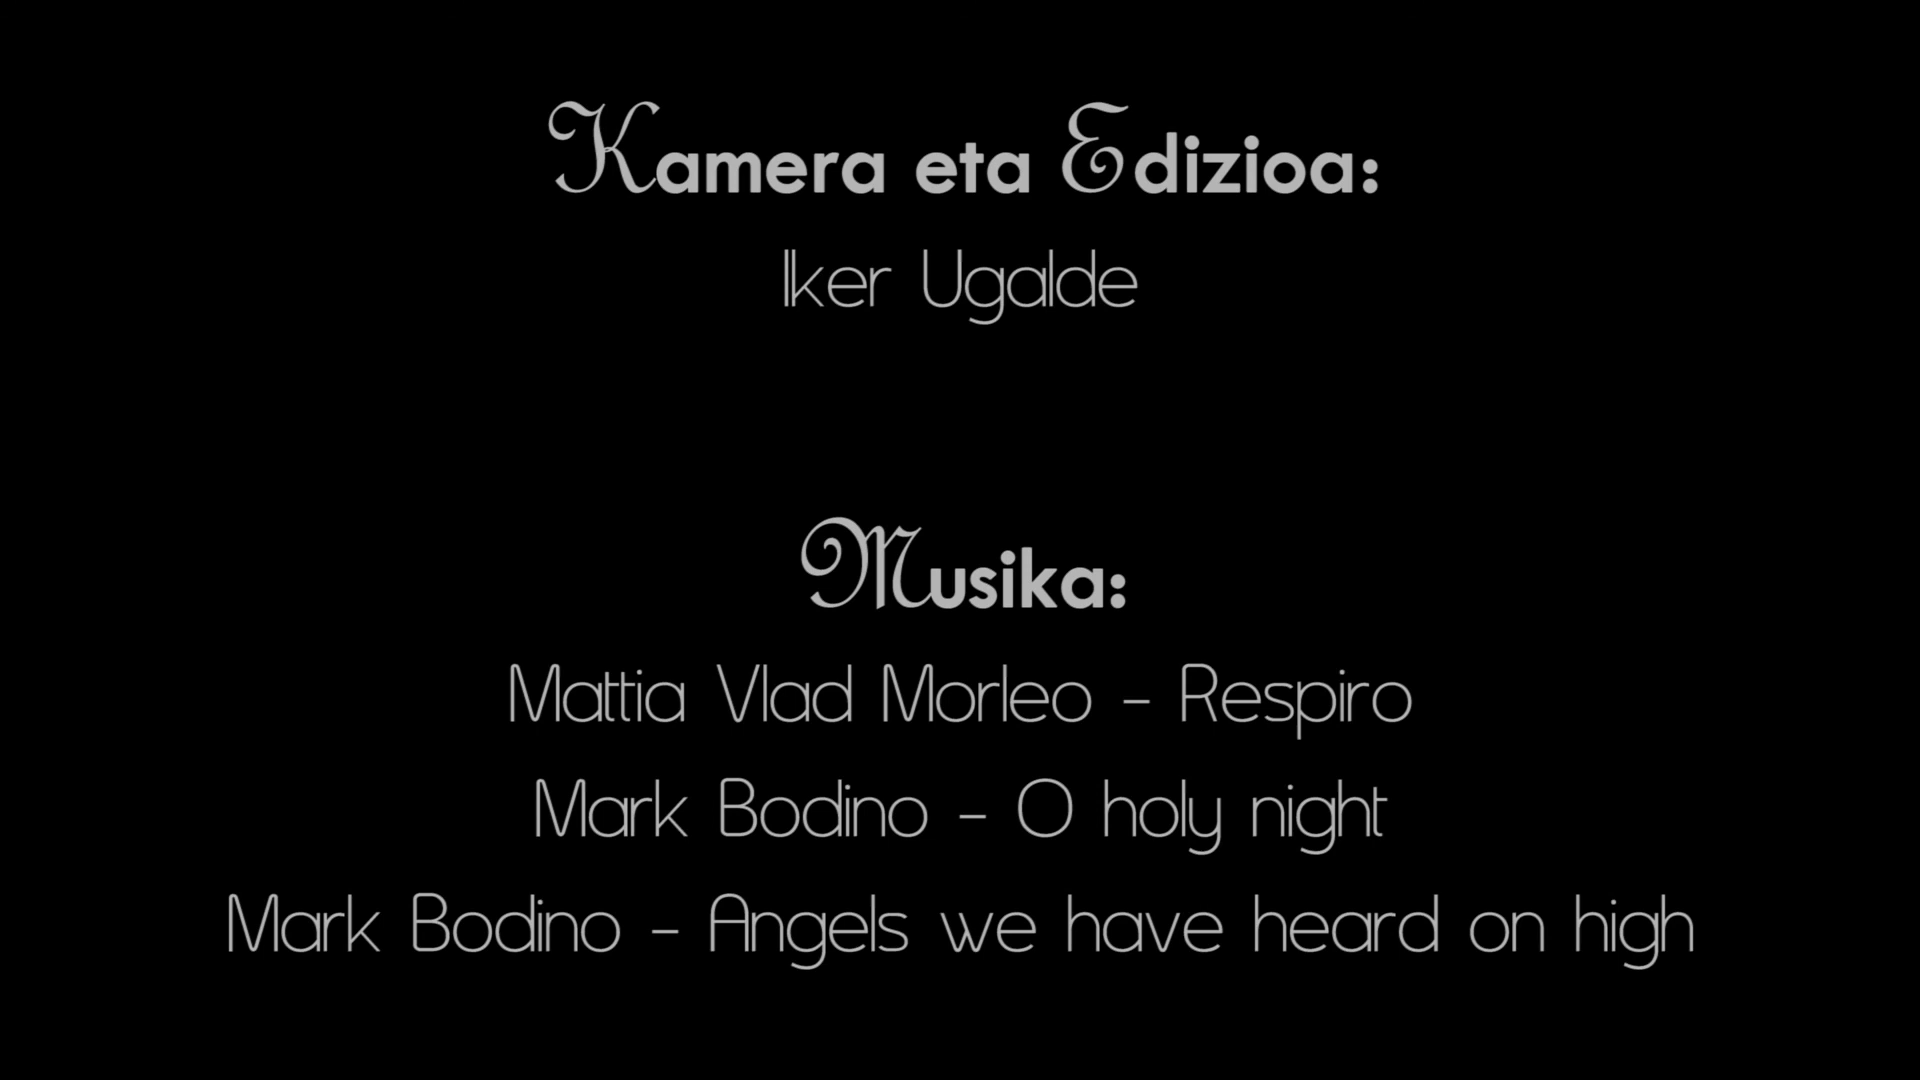 Kamera eta Edizioa:
Iker Ugalde
Musika:
Mattia Vlad Morleo - Respiro
Mark Bodino - O holy night
Mark Bodino - Angels we have heard on high